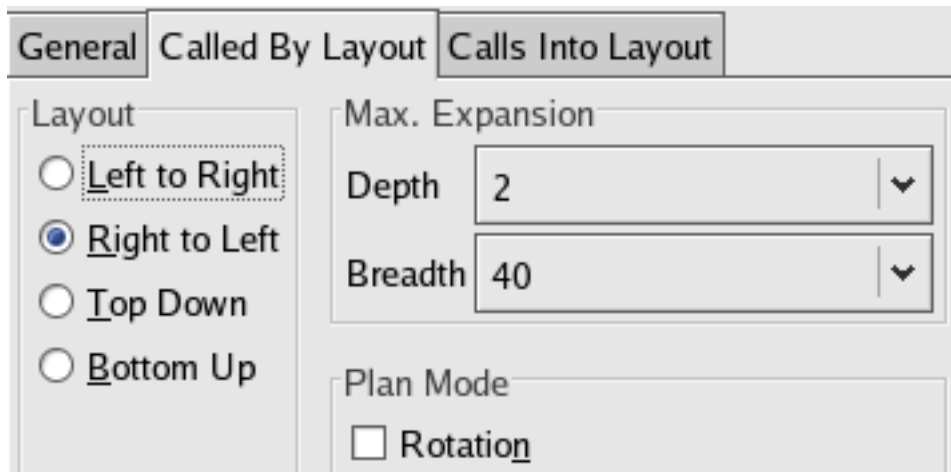 General Called By Layout Calls Into Layout
Layout
Left to Right
Right to Left
Top Down
Bottom Up
Max. Expansion
Depth 2
Breadth 40
Plan Mode
Rotation